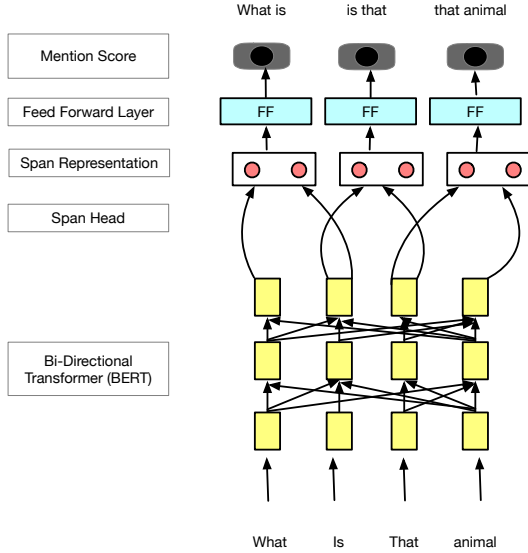 What is is that that animal
Mention Score
Feed Forward Layer FF FF FF
Span Representation
Span Head
Bi-Directional
Transformer (BERT)
What Is That animal